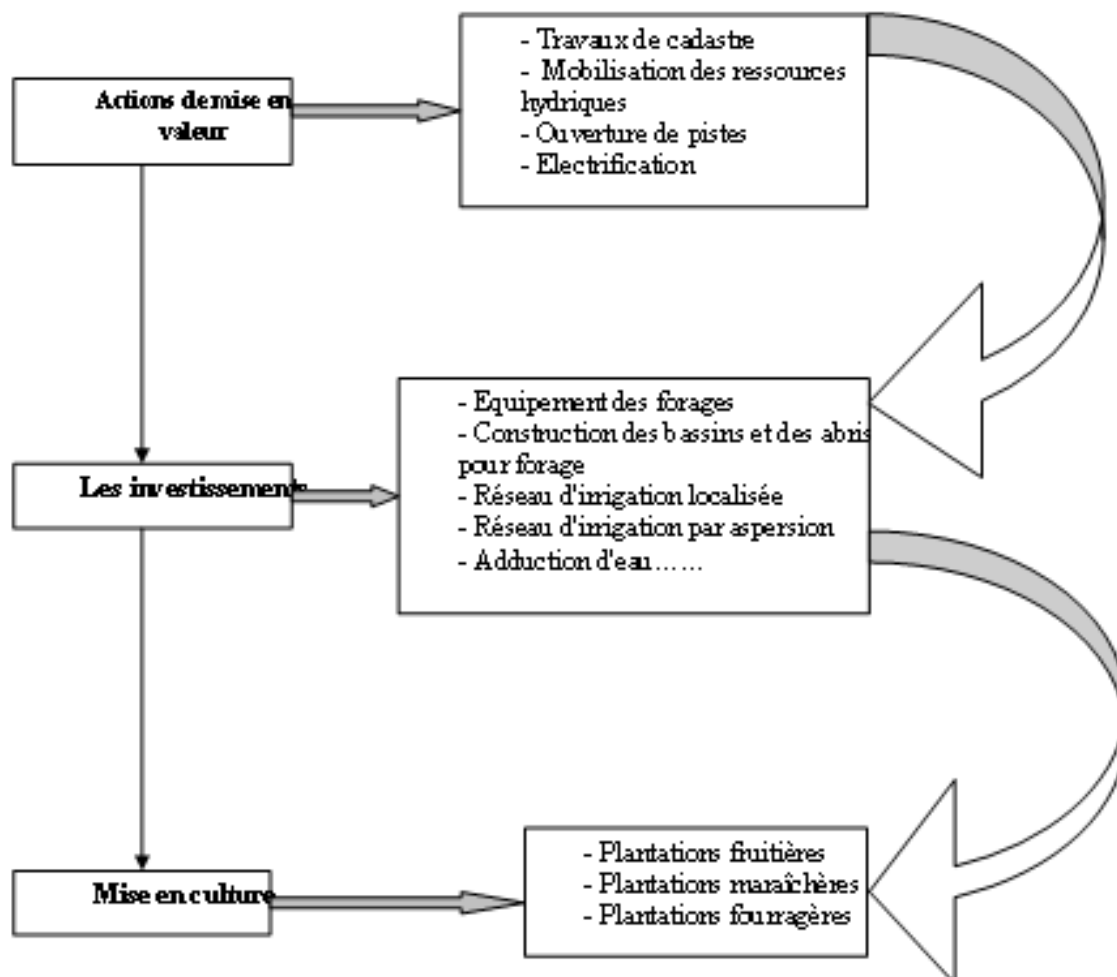 Actions de mise en
valeur
- Travaux de cadastre
- Mobilisation des ressources
hydriques
- Ouverture de pistes
- Electrification
Les investissements
- Equipement des forages
- Construction des bassins et des abris
pour forage
- Réseau d'irrigation localisée
- Réseau d'irrigation par aspersion
- Adduction d'eau……
Mise en culture
- Plantations fruitières
- Plantations maraîchères
- Plantations fourragères